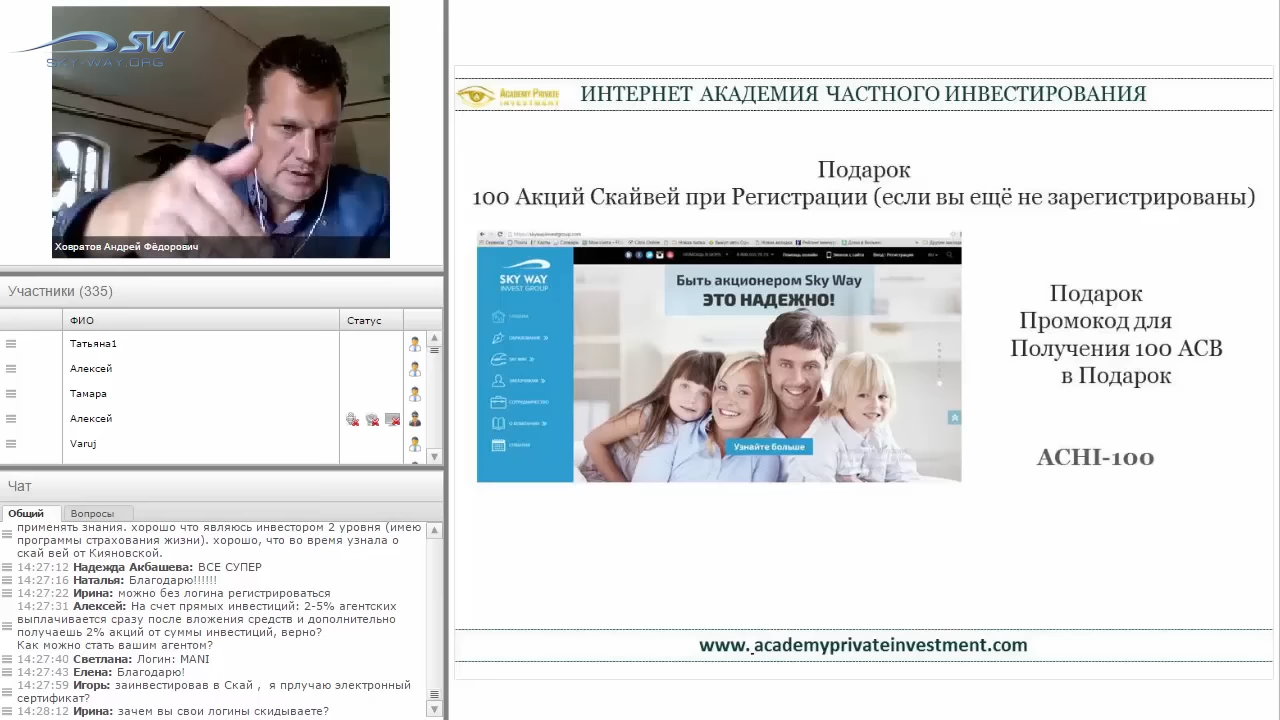 SW
SKY-WAY.ORG
Ховратов Андрей Фёдорович
Участники (335)
ФИО
Статус
Татьяна1
Алексей
Тамара
Алексей
Varuj
Чат
Общий
Вопросы
применять знания. хорошо что являюсь инвестором 2 уровня (имею
программы страхования жизни). хорошо, что во время узнала о
скай вей от Кияновской.
14:27:12 Надежда Акбашева: ВСЕ СУПЕР
14:27:16 Наталья: Благодарю!!!!!!
14:27:22 Ирина: можно без логина регистрироваться
14:27:31 Алексей: На счет прямых инвестиций: 2-5% агентских
выплачивается сразу после вложения средств и дополнительно
получаешь 2% акций от суммы инвестиций, верно?
Как можно стать вашим агентом?
14:27:40 Светлана: Логин: MANI
14:27:43 Елена: Благодарю!
14:27:59 Игорь: заинвестировав в Скай , я прлучаю электронный
сертификат?
14:28:12 Ирина: зачем вы свои логины скидываете?
ACADEMY PRIVATE
INVESTMENT
ИНТЕРНЕТ АКАДЕМИЯ ЧАСТНОГО ИНВЕСТИРОВАНИЯ
Подарок
100 Акций Скайвей при Регистрации (если вы ещё не зарегистрированы)
SKY WAY
INVEST GROUP
Быть акционером Sky Way
ЭТО НАДЕЖНО!
Узнайте больше
Подарок
Промокод для
Получения 100 АСВ
в Подарок
ACHI-100
www. academyprivateinvestment.com